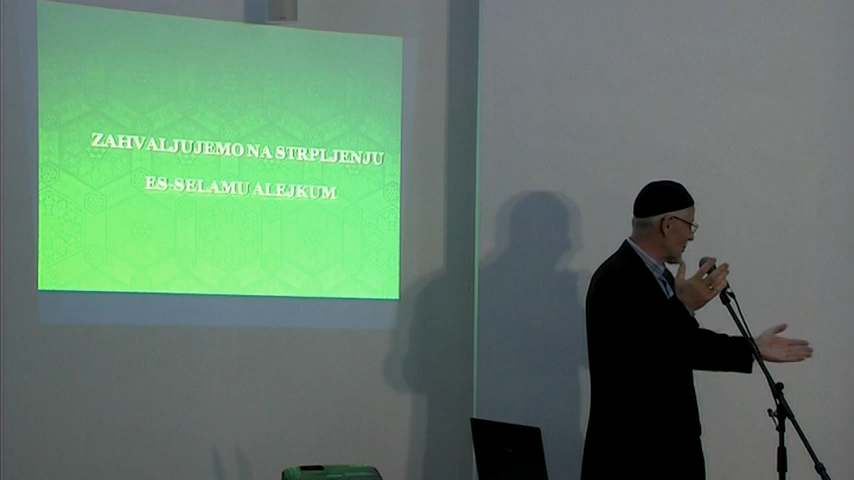 ZAHVALJUJEMO NA STRPLJENJU
ES-SELAMU ALEJKUM